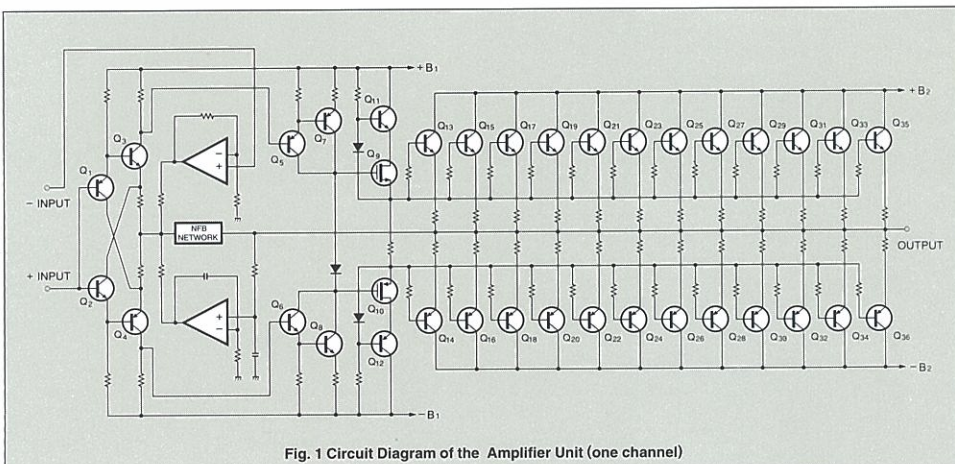 +B₁
Q₁₁
+B₂
Q₃
Q₇
Q₁₃ Q₁₅ Q₁₇ Q₁₉ Q₂₁ Q₂₃ Q₂₅ Q₂₇ Q₂₉ Q₃₁ Q₃₃ Q₃₅
Q₅
Q₉
Q₁
− +
− INPUT
NFB
NETWORK
OUTPUT
+ INPUT
Q₂
Q₆
Q₁₀
+ −
Q₄
Q₈
Q₁₂
Q₁₄ Q₁₆ Q₁₈ Q₂₀ Q₂₂ Q₂₄ Q₂₆ Q₂₈ Q₃₀ Q₃₂ Q₃₄ Q₃₆
−B₂
−B₁
Fig. 1 Circuit Diagram of the Amplifier Unit (one channel)